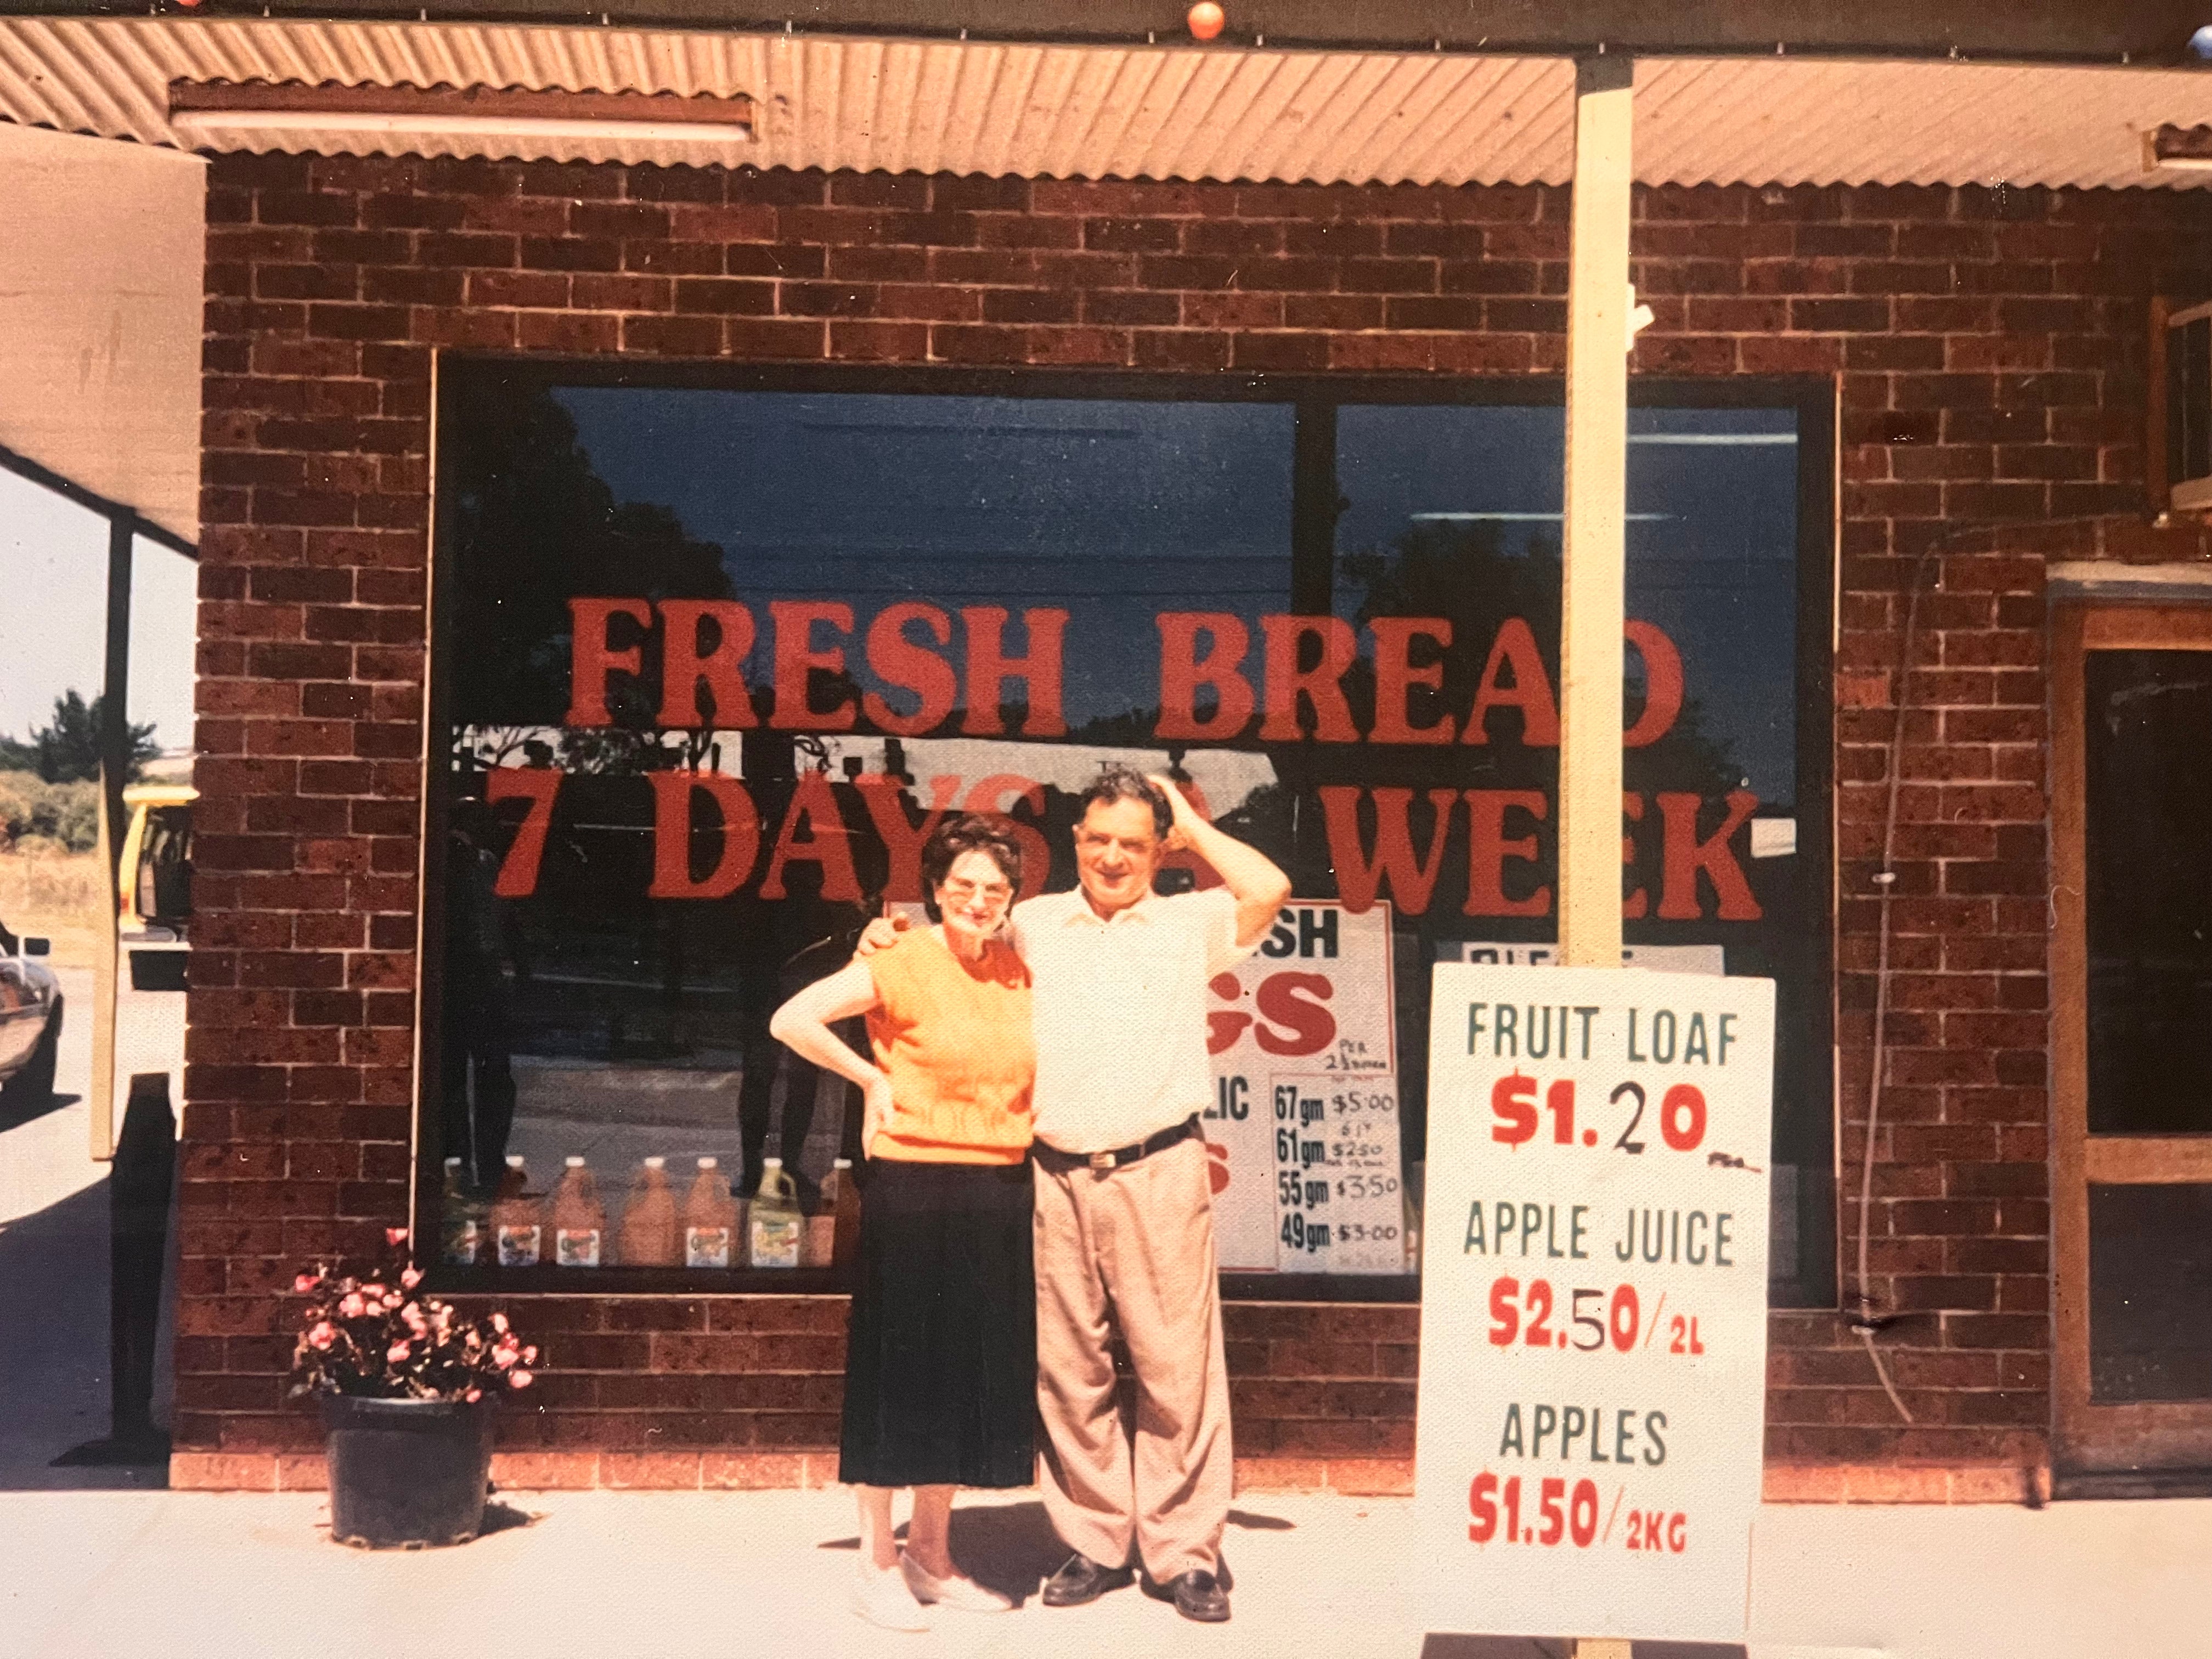 FRESH BREAD
7 DAYS A WEEK
PER
67gm $5.00
61gm $2.50
55gm $3.50
49gm $3.00
FRUIT LOAF
$1.20
APPLE JUICE
$2.50/2L
APPLES
$1.50/2KG